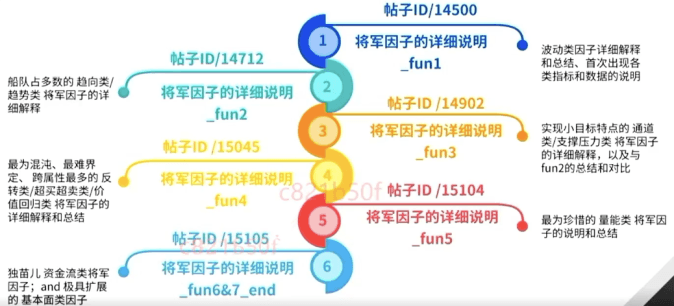 帖子ID/14500
1
将军因子的详细说明
_fun1
波动类因子详细解释
和总结、首次出现各
类指标和数据的说明
帖子ID/14712
2
将军因子的详细说明
_fun2
船队占多数的 趋向类/
趋势类 将军因子的详
细解释
帖子ID /14902
3
将军因子的详细说明
_fun3
实现小目标特点的 通道
类/支撑压力类 将军因子
的详细解释，以及与
fun2的总结和对比
帖子ID/15045
4
将军因子的详细说明
_fun4
最为混沌、最难界
定、 跨属性最多的 反
转类/超买超卖类/价
值回归类 将军因子的
详细解释和总结
c821b50f
帖子ID /15104
5
将军因子的详细说明
_fun5
最为珍惜的 量能类 将军因
子的说明和总结
帖子ID /15105
6
将军因子的详细说明
_fun6&7_end
独苗儿 资金流类将军
因子；and 极具扩展
的 基本面类因子
c821b50f